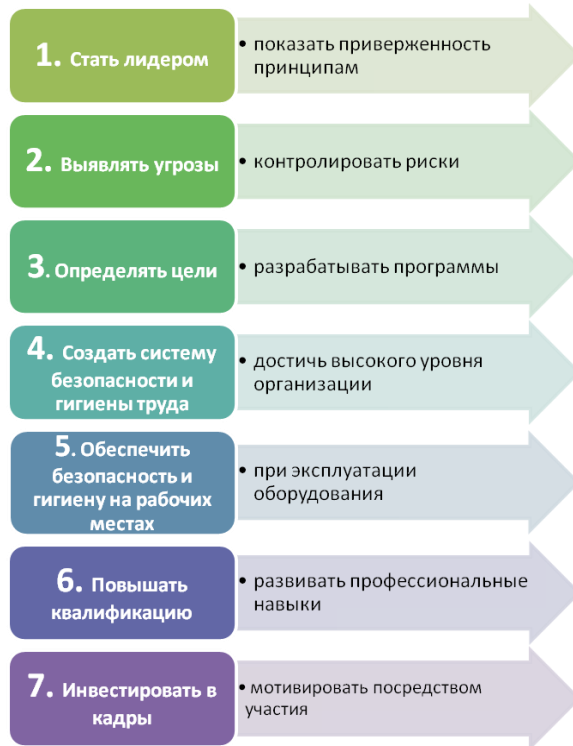 1. Стать лидером
• показать приверженность
принципам
2. Выявлять угрозы
• контролировать риски
3. Определять цели
• разрабатывать программы
4. Создать систему
безопасности и
гигиены труда
• достичь высокого уровня
организации
5. Обеспечить
безопасность и
гигиену на рабочих
местах
• при эксплуатации
оборудования
6. Повышать
квалификацию
• развивать профессиональные
навыки
7. Инвестировать в
кадры
• мотивировать посредством
участия